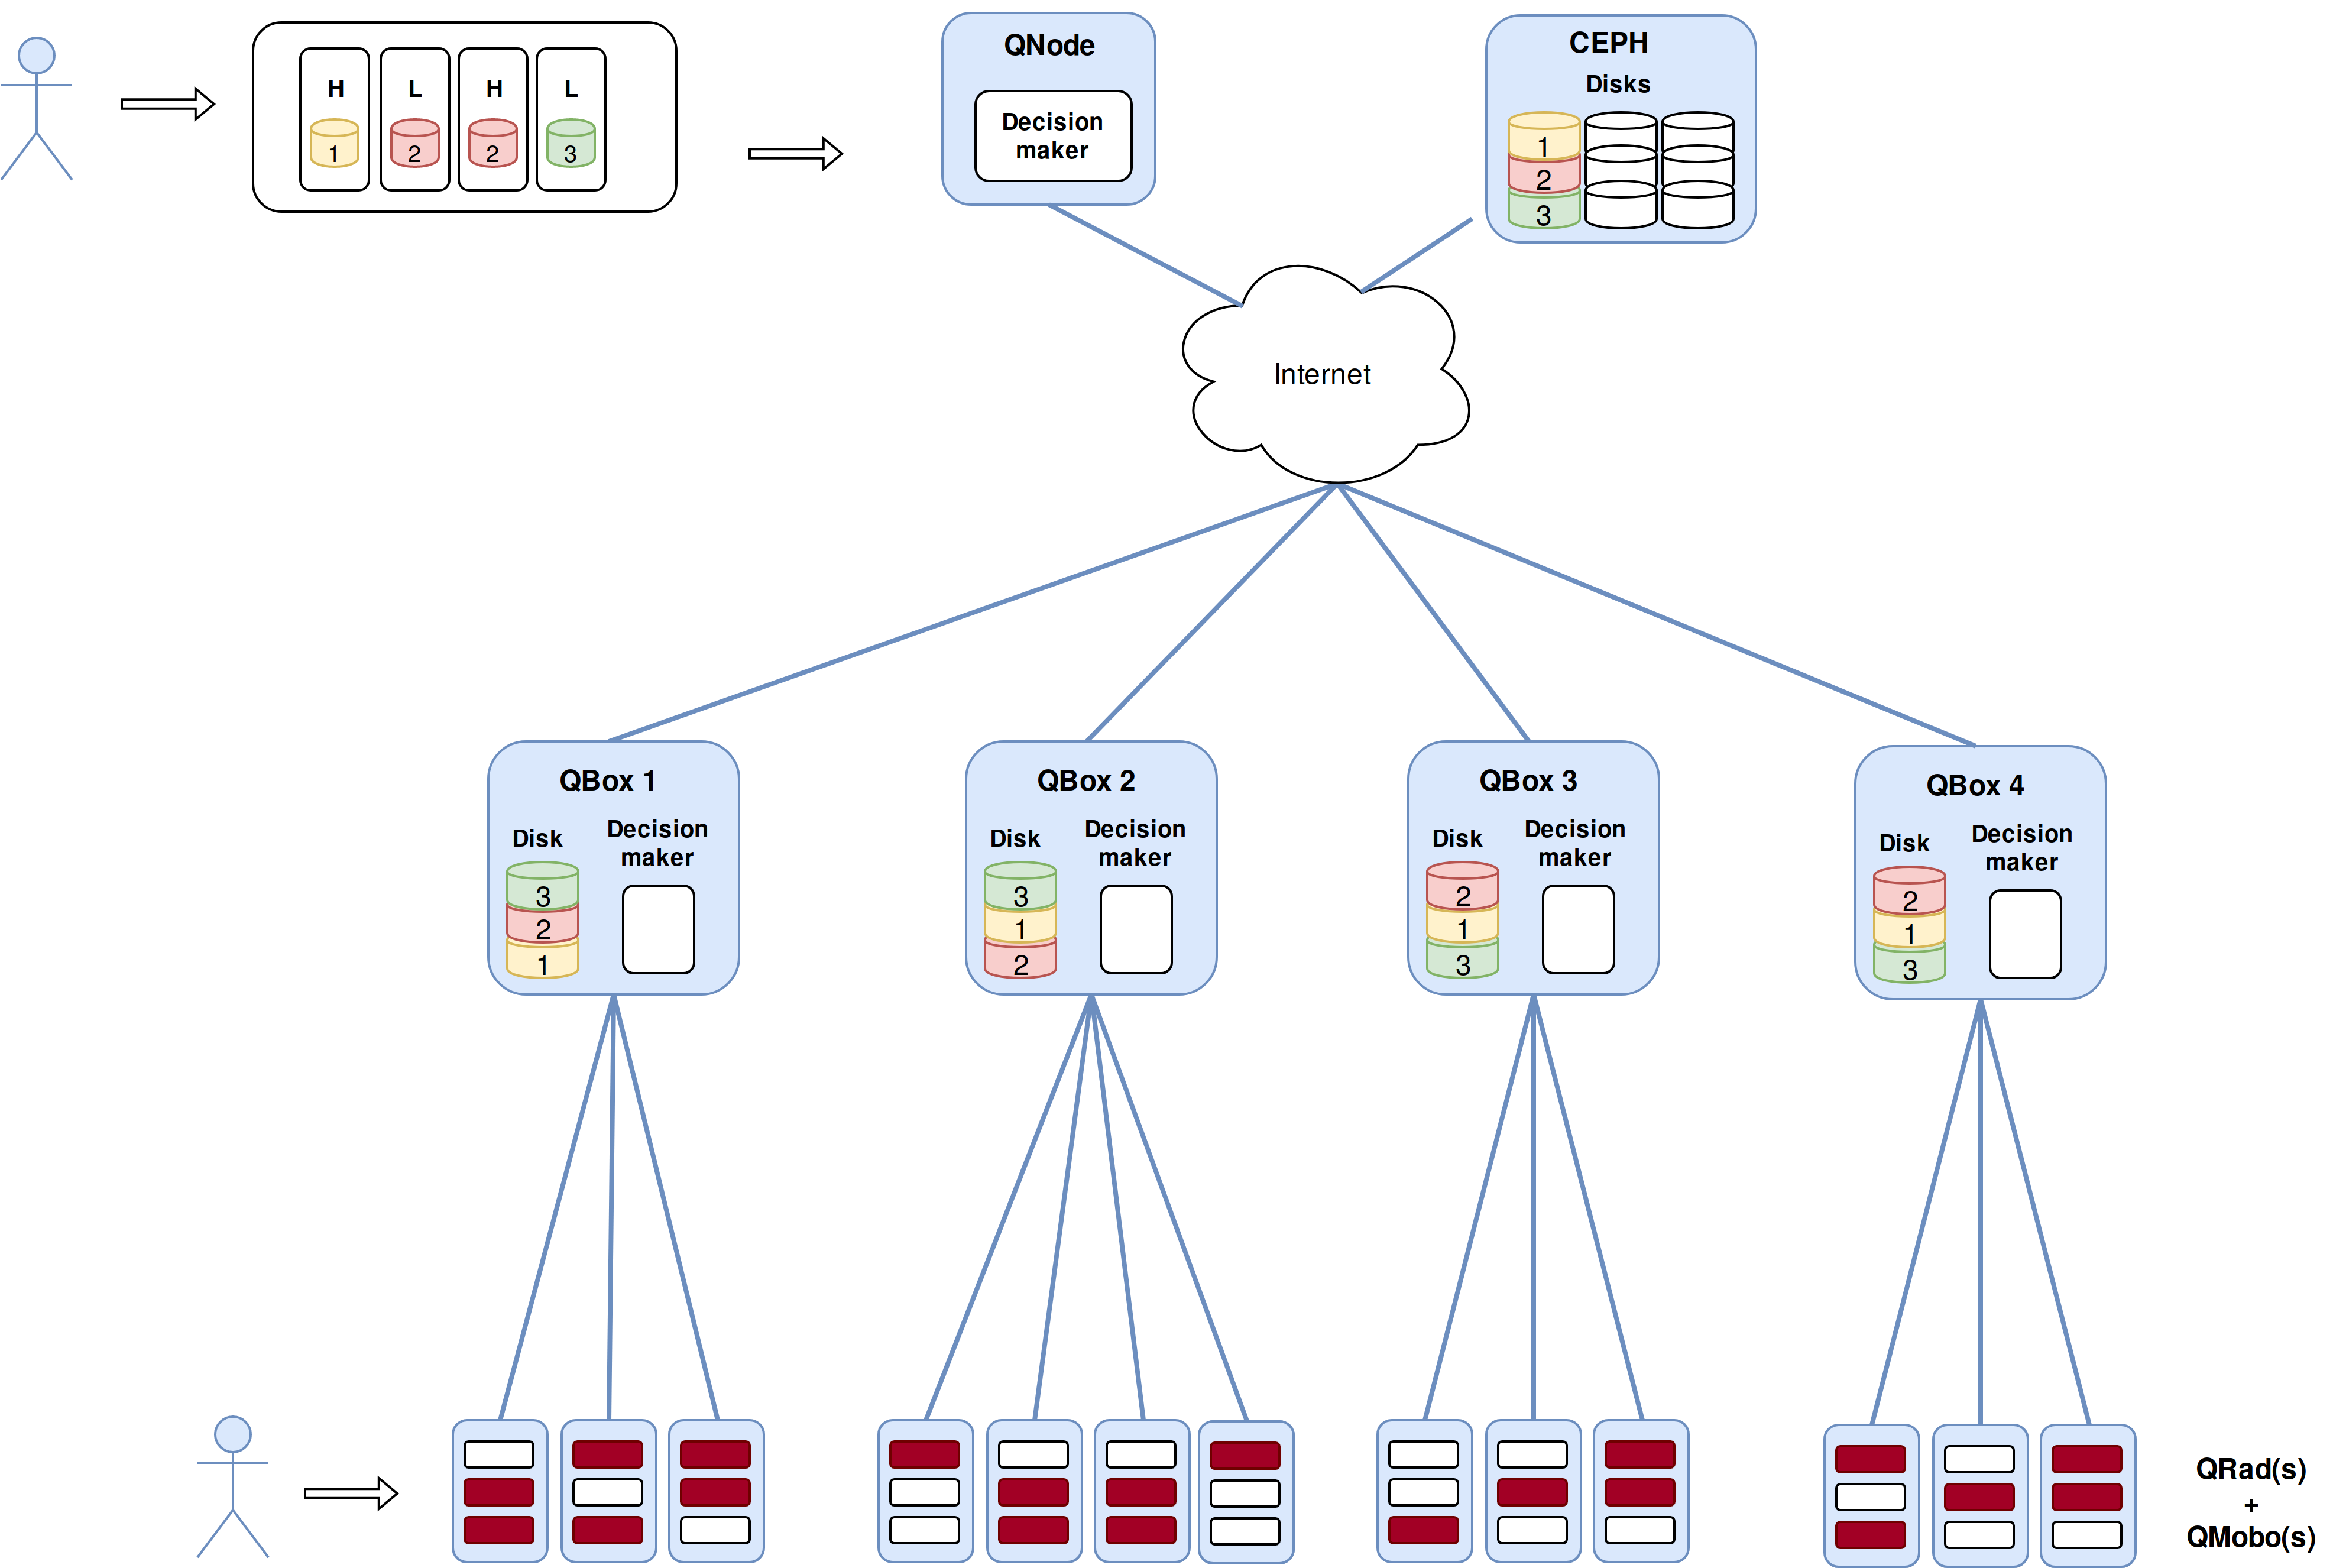 H L H L
1 2 2 3
QNode
Decision
maker
CEPH
Disks
1
2
3
Internet
QBox 1
Disk
Decision
maker
3
2
1
QBox 2
Disk
Decision
maker
3
1
2
QBox 3
Disk
Decision
maker
2
1
3
QBox 4
Disk
Decision
maker
2
1
3
QRad(s)
+
QMobo(s)